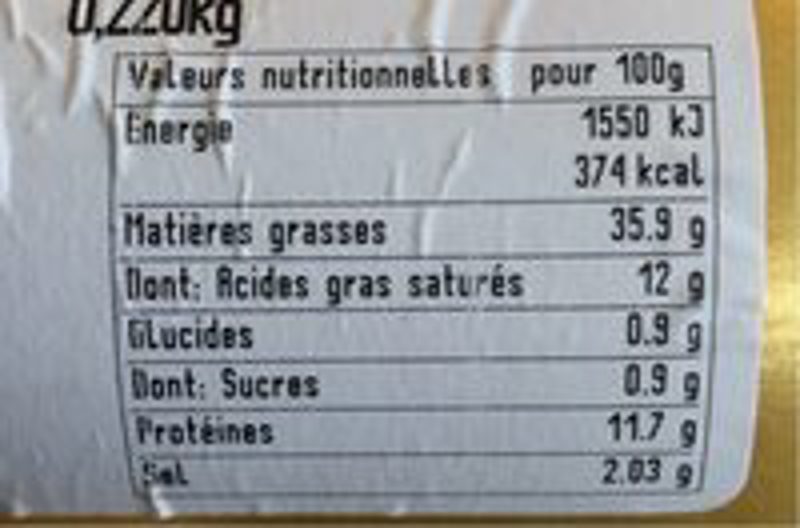 0,220kg
Valeurs nutritionnelles pour 100g
Energie 1550 kJ
374 kcal
Matières grasses 35.9 g
Dont: Acides gras saturés 12 g
Glucides 0.9 g
Dont: Sucres 0.9 g
Protéines 11.7 g
Sel 2.03 g